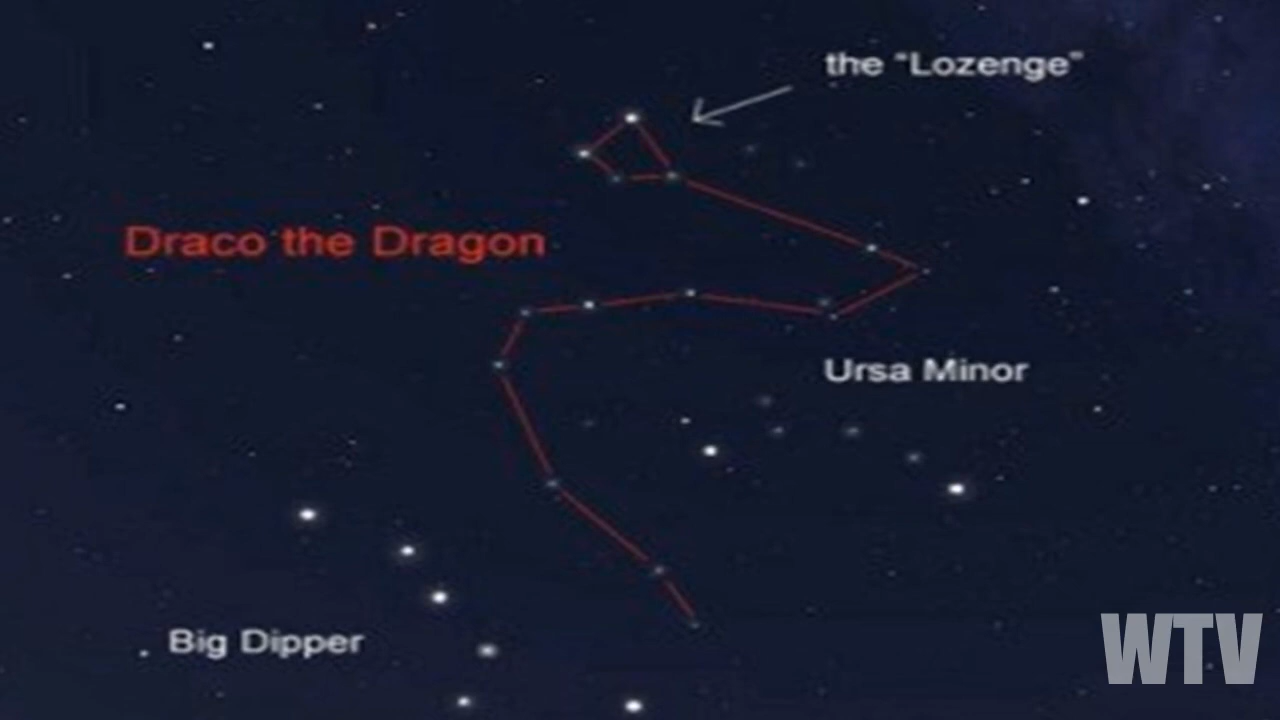 the “Lozenge”
Draco the Dragon
Ursa Minor
Big Dipper
WTV